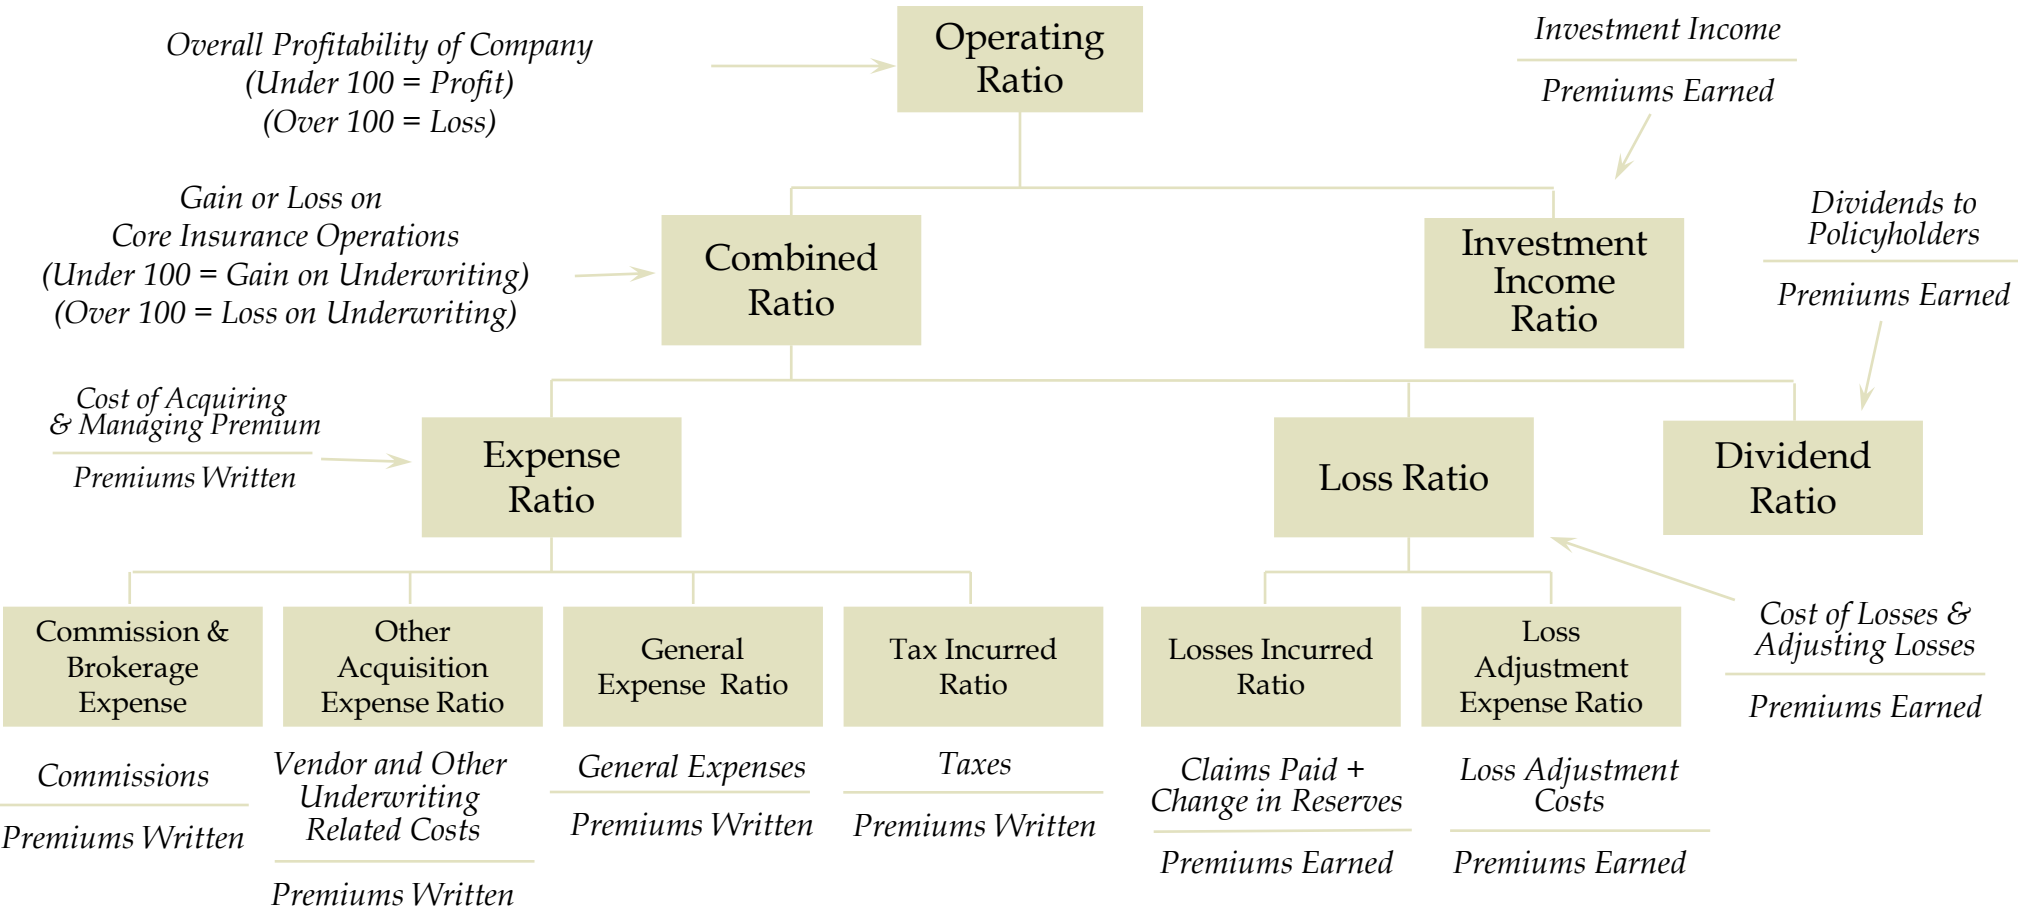 Overall Profitability of Company
(Under 100 = Profit)
(Over 100 = Loss)
Operating
Ratio
Investment Income
Premiums Earned
Gain or Loss on
Core Insurance Operations
(Under 100 = Gain on Underwriting)
(Over 100 = Loss on Underwriting)
Combined
Ratio
Investment
Income
Ratio
Dividends to
Policyholders
Premiums Earned
Cost of Acquiring
& Managing Premium
Premiums Written
Expense
Ratio
Loss Ratio
Dividend
Ratio
Cost of Losses &
Adjusting Losses
Premiums Earned
Commission &
Brokerage
Expense
Other
Acquisition
Expense Ratio
General
Expense Ratio
Tax Incurred
Ratio
Losses Incurred
Ratio
Loss
Adjustment
Expense Ratio
Commissions
Premiums Written
Vendor and Other
Underwriting
Related Costs
Premiums Written
General Expenses
Premiums Written
Taxes
Premiums Written
Claims Paid +
Change in Reserves
Premiums Earned
Loss Adjustment
Costs
Premiums Earned